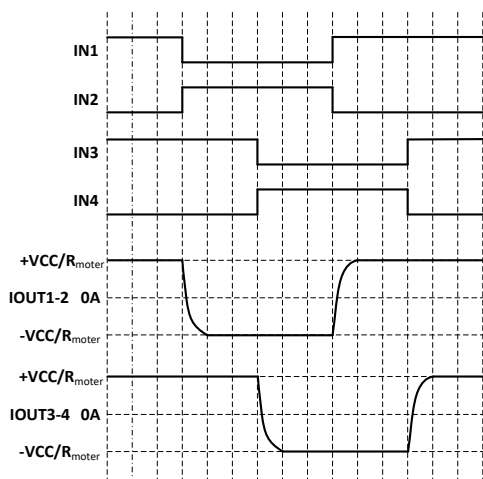 IN1
IN2
IN3
IN4
+VCC/Rmoter
IOUT1-2 0A
-VCC/Rmoter
+VCC/Rmoter
IOUT3-4 0A
-VCC/Rmoter